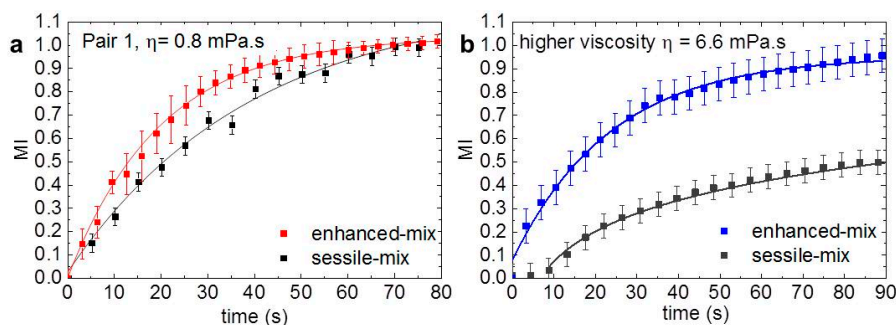 a
Pair 1, η= 0.8 mPa.s
MI
1.1
1.0
0.9
0.8
0.7
0.6
0.5
0.4
0.3
0.2
0.1
0.0
enhanced-mix
sessile-mix
0 10 20 30 40 50 60 70 80
time (s)
b
higher viscosity η = 6.6 mPa.s
MI
1.1
1.0
0.9
0.8
0.7
0.6
0.5
0.4
0.3
0.2
0.1
0.0
enhanced-mix
sessile-mix
0 10 20 30 40 50 60 70 80 90
time (s)